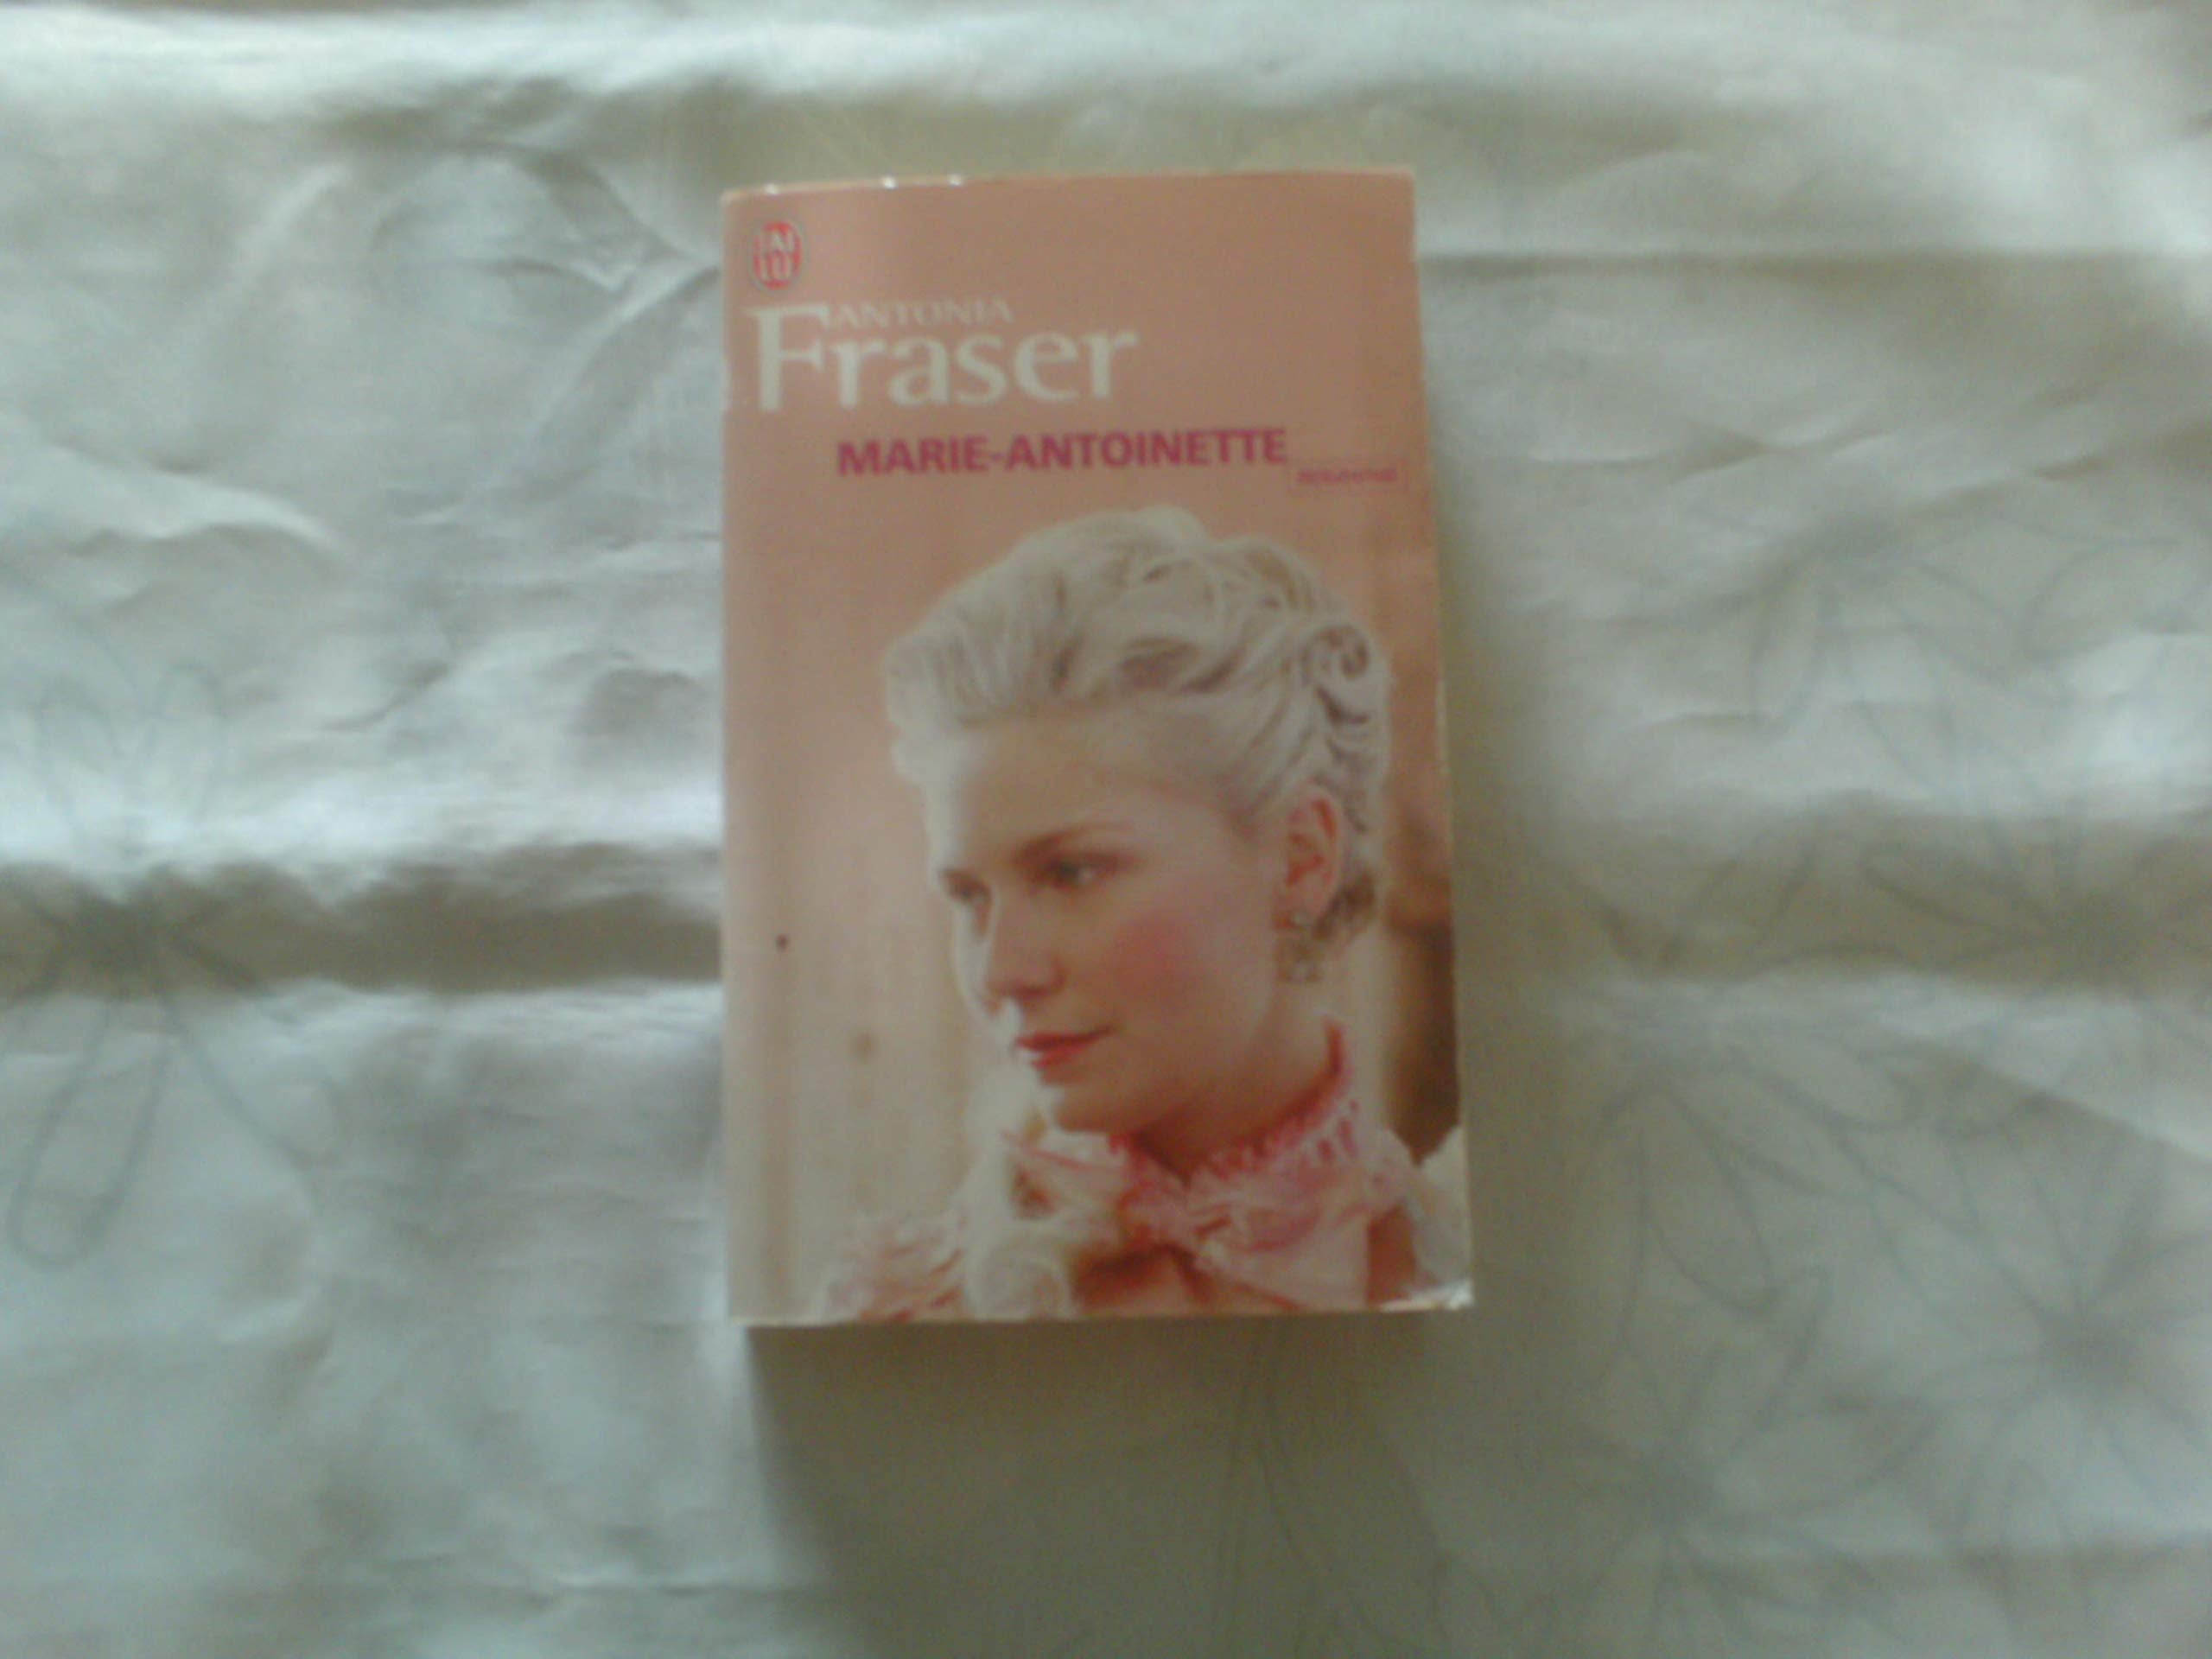 J'AI
LU
ANTONIA
Fraser
MARIE-ANTOINETTE